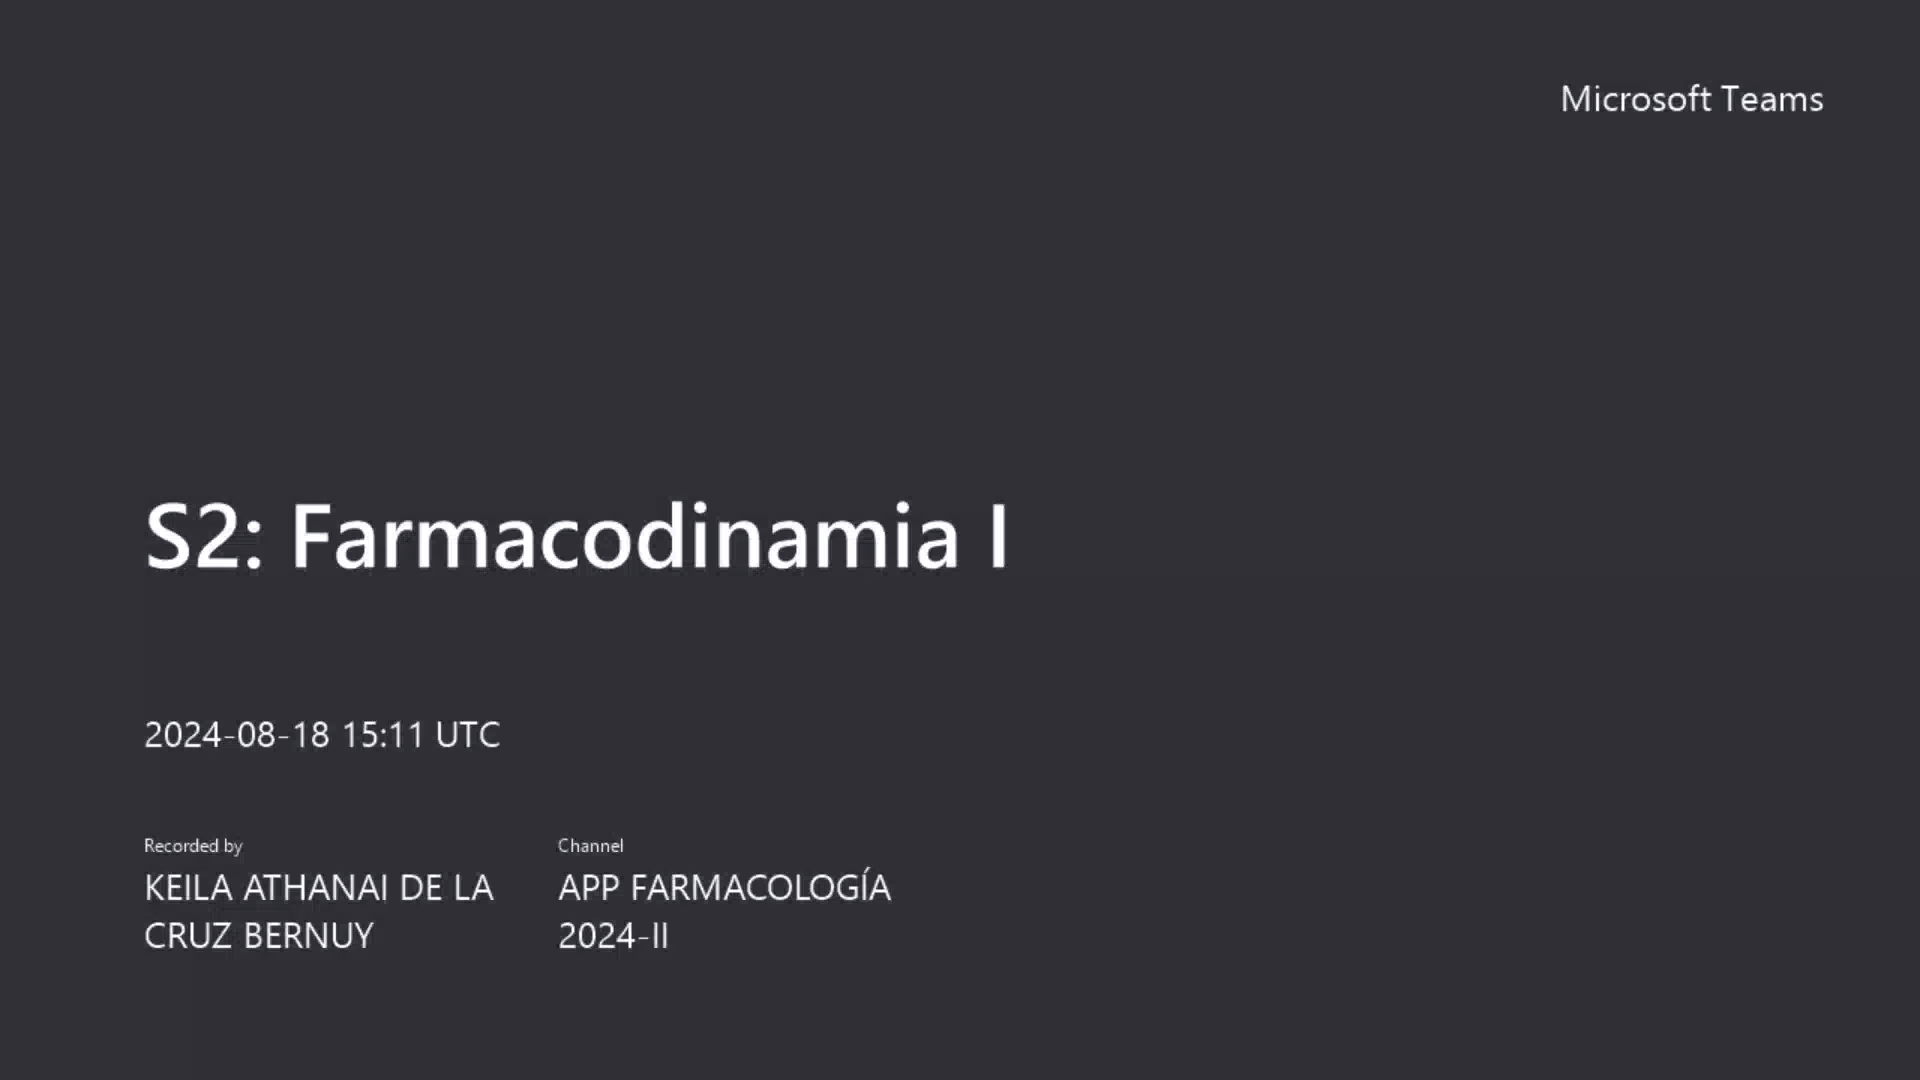 Microsoft Teams
S2: Farmacodinamia I
2024-08-18 15:11 UTC
Recorded by
KEILA ATHANAI DE LA
CRUZ BERNUY
Channel
APP FARMACOLOGÍA
2024-II